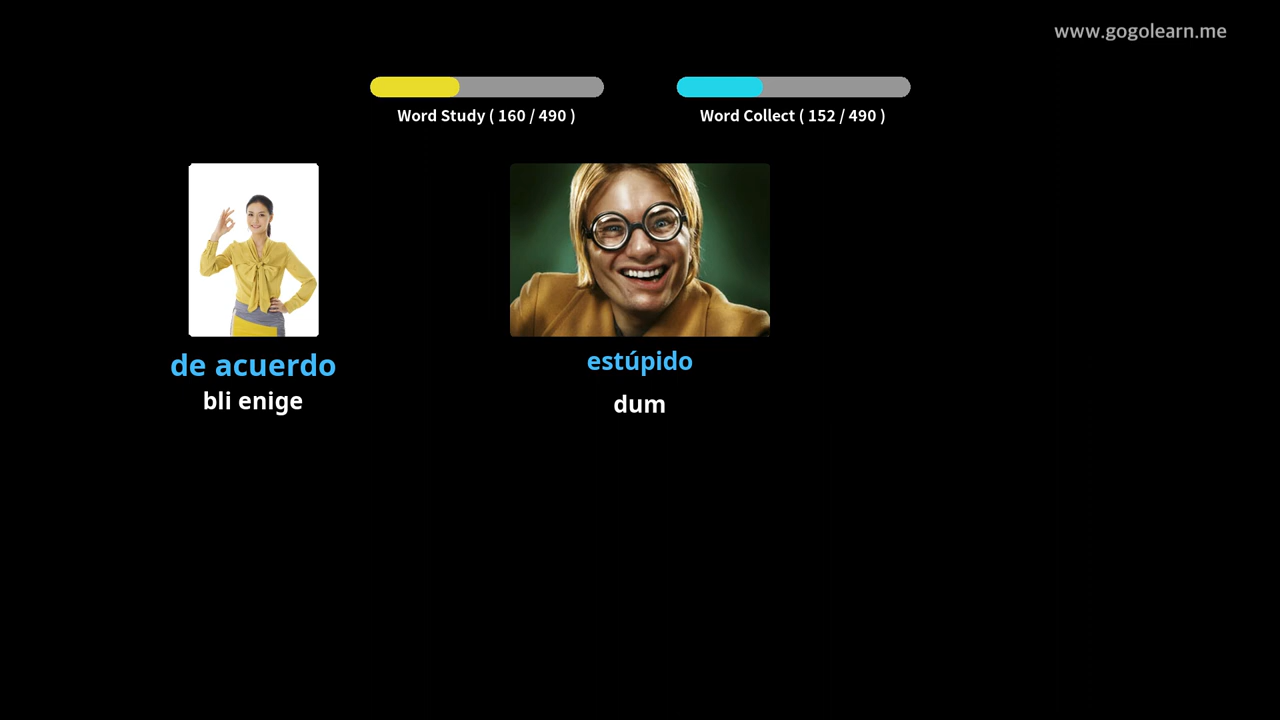 www.gogolearn.me
Word Study ( 160 / 490 )
Word Collect ( 152 / 490 )
de acuerdo
bli enige
estúpido
dum